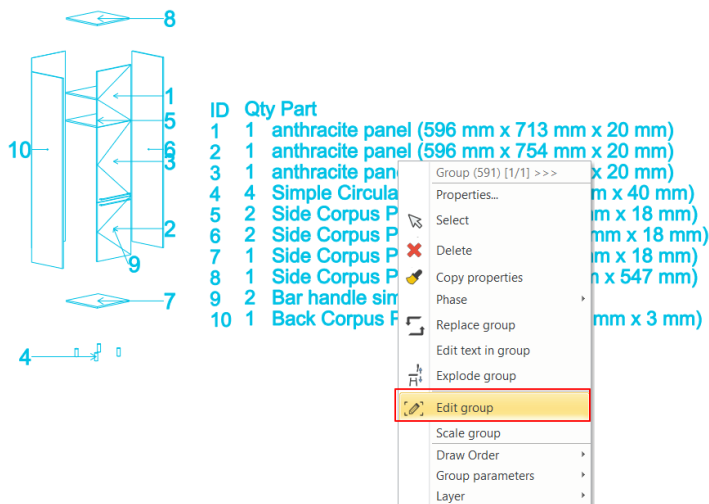 8
1
5
10
6
3
2
9
7
4
ID Qty Part
1 1 anthracite panel (596 mm x 713 mm x 20 mm)
2 1 anthracite panel (596 mm x 754 mm x 20 mm)
3 1 anthracite x 20 mm)
4 4 Simple m x 40 mm)
5 2 Side Corpus x 18 mm)
6 2 Side Corpus mm x 18 mm)
7 1 Side Corpus x 18 mm)
8 1 Side Corpus x 547 mm)
9 2 Bar handle
10 1 Back Corpus mm x 3 mm)
Group (591) [1/1] >>>
Properties...
Select
Delete
Copy properties
Phase
Replace group
Edit text in group
Explode group
Edit group
Scale group
Draw Order
Group parameters
Layer